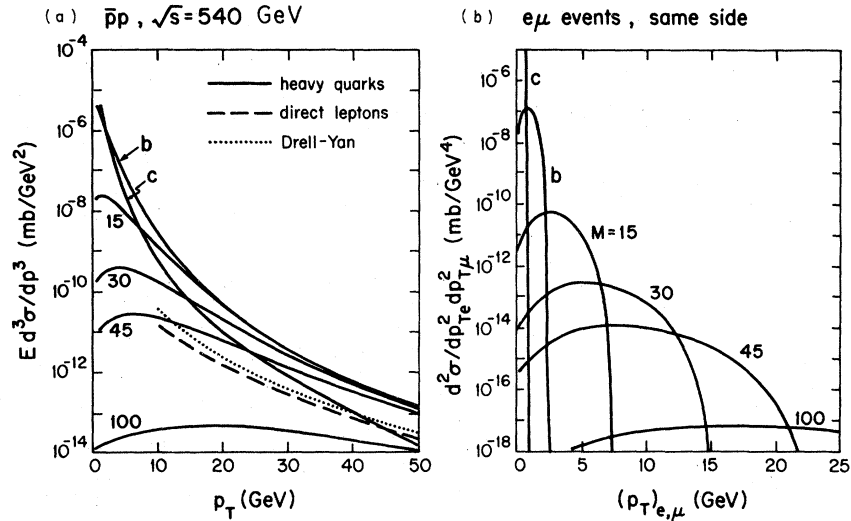 (a) p̄p , √s = 540 GeV
heavy quarks
direct leptons
Drell-Yan
b
c
15
30
45
100
10⁻⁴
10⁻⁶
10⁻⁸
10⁻¹⁰
10⁻¹²
10⁻¹⁴
0 10 20 30 40 50
E d³σ/dp³ (mb/GeV²)
p_T (GeV)
(b) eμ events , same side
c
b
M=15
30
45
100
10⁻⁶
10⁻⁸
10⁻¹⁰
10⁻¹²
10⁻¹⁴
10⁻¹⁶
10⁻¹⁸
0 5 10 15 20 25
d²σ/dp²_Te dp²_Tμ (mb/GeV⁴)
(p_T)_e,μ (GeV)